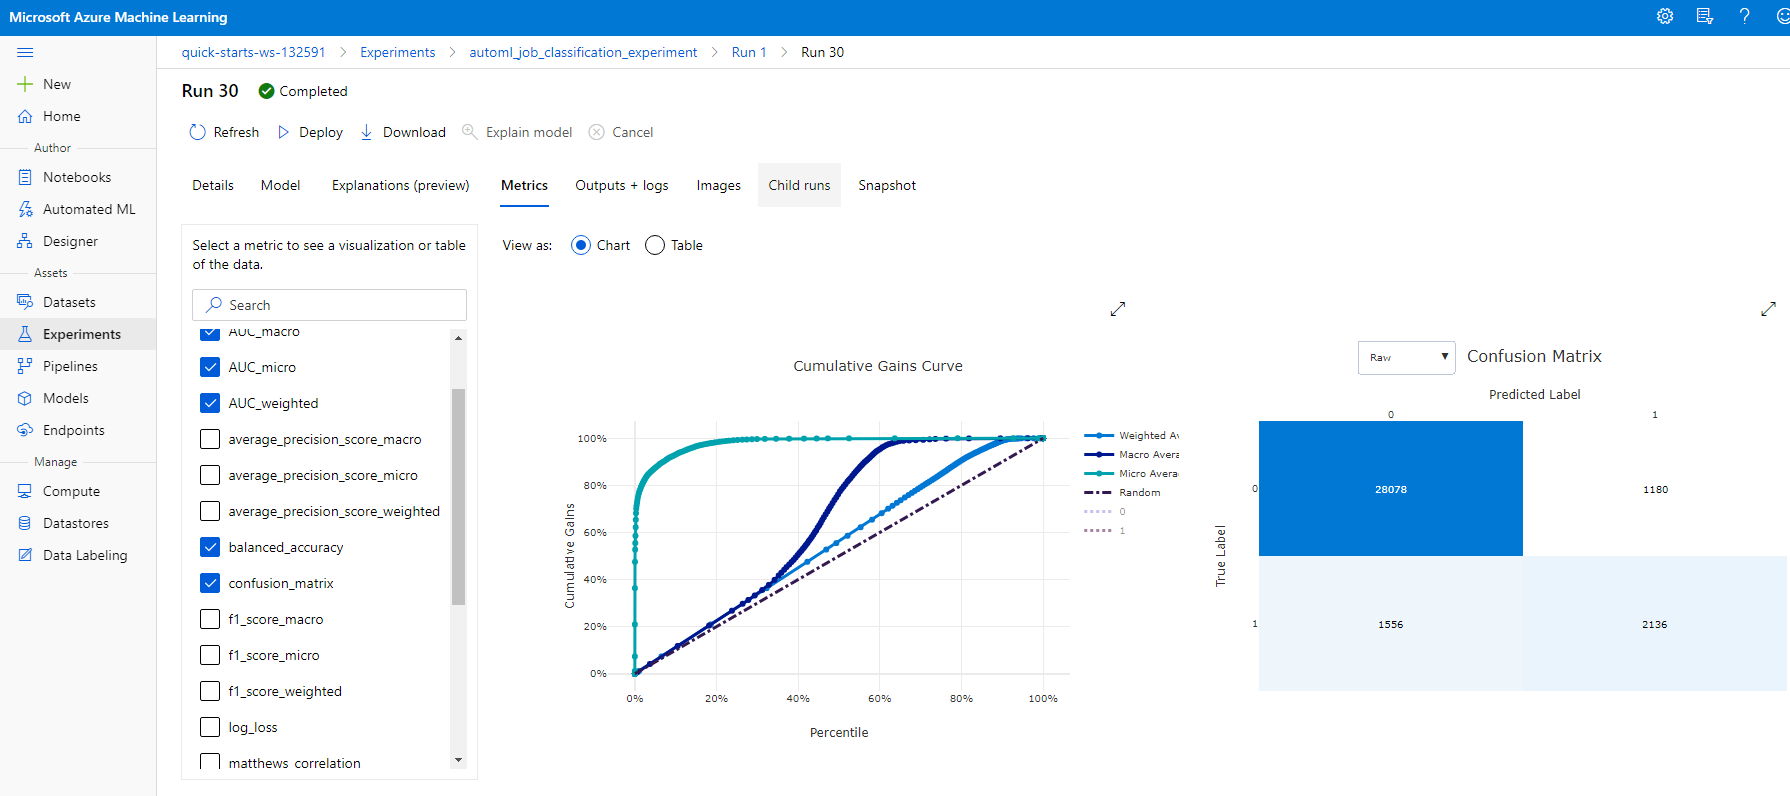 Microsoft Azure Machine Learning
quick-starts-ws-132591 > Experiments > automl_job_classification_experiment > Run 1 > Run 30
New
Home
Author
Notebooks
Automated ML
Designer
Assets
Datasets
Experiments
Pipelines
Models
Endpoints
Manage
Compute
Datastores
Data Labeling
Run 30 Completed
Refresh Deploy Download Explain model Cancel
Details Model Explanations (preview) Metrics Outputs + logs Images Child runs Snapshot
Select a metric to see a visualization or table
of the data.
Search
AUC_macro
AUC_micro
AUC_weighted
average_precision_score_macro
average_precision_score_micro
average_precision_score_weighted
balanced_accuracy
confusion_matrix
f1_score_macro
f1_score_micro
f1_score_weighted
log_loss
matthews_correlation
View as: Chart Table
Cumulative Gains Curve
Cumulative Gains
100%
80%
60%
40%
20%
0%
0% 20% 40% 60% 80% 100%
Percentile
Weighted Av
Macro Avera
Micro Avera
Random
0
1
Raw Confusion Matrix
Predicted Label
0 1
True Label
0 28078 1180
1 1556 2136